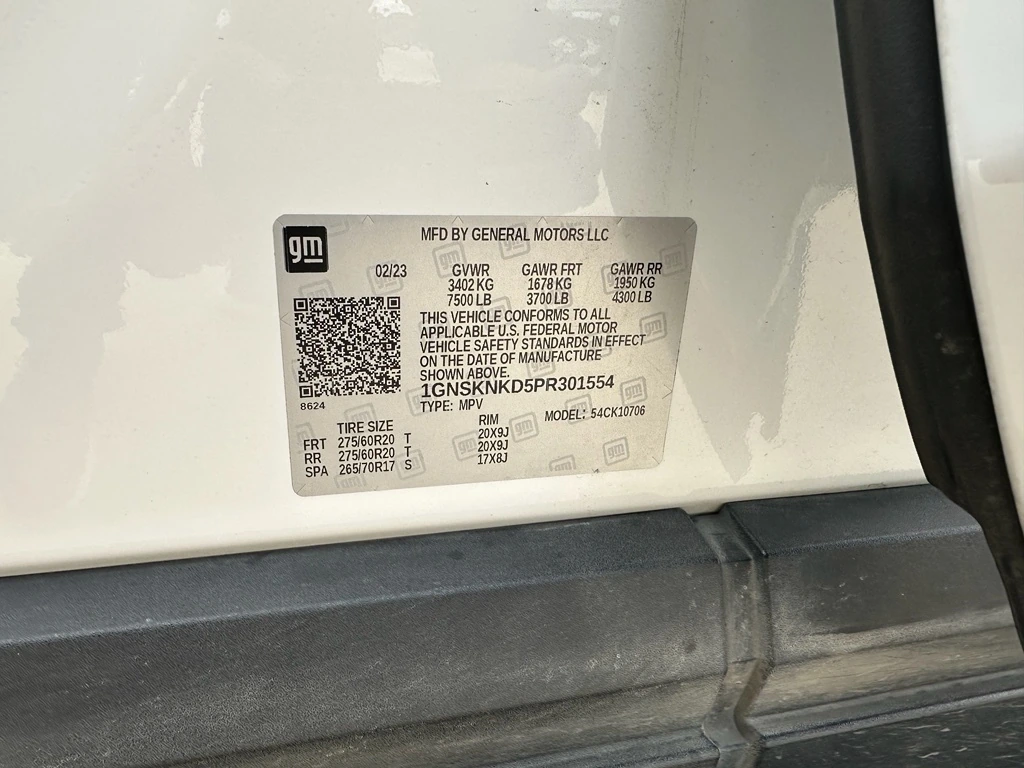 gm
MFD BY GENERAL MOTORS LLC
02/23 GVWR GAWR FRT GAWR RR
3402 KG 1678 KG 1950 KG
7500 LB 3700 LB 4300 LB
THIS VEHICLE CONFORMS TO ALL
APPLICABLE U.S. FEDERAL MOTOR
VEHICLE SAFETY STANDARDS IN EFFECT
ON THE DATE OF MANUFACTURE
SHOWN ABOVE.
1GNSKNKD5PR301554
8624
TYPE: MPV MODEL: 54CK10706
TIRE SIZE RIM
FRT 275/60R20 T 20X9J
RR 275/60R20 T 20X9J
SPA 265/70R17 S 17X8J